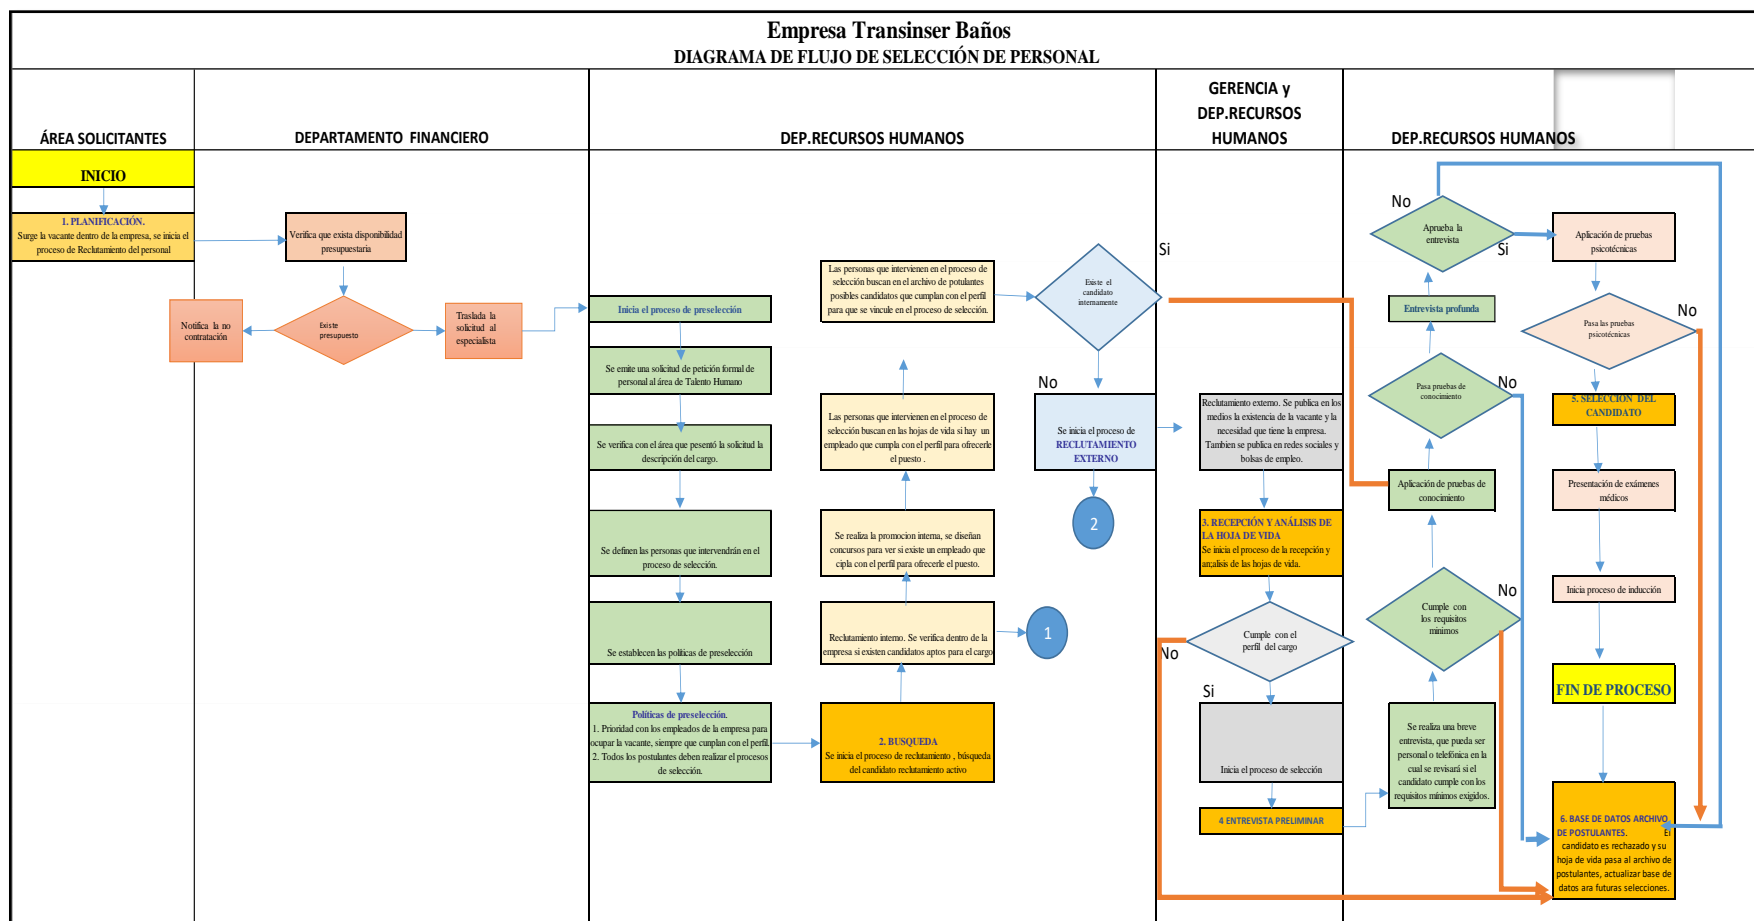 Empresa Transinser Baños
DIAGRAMA DE FLUJO DE SELECCIÓN DE PERSONAL
ÁREA SOLICITANTES
DEPARTAMENTO FINANCIERO
DEP.RECURSOS HUMANOS
GERENCIA y
DEP.RECURSOS
HUMANOS
DEP.RECURSOS HUMANOS
INICIO
1. PLANIFICACIÓN.
Surge la vacante dentro de la empresa, se inicia el
proceso de Reclutamiento del personal
Verifica que exista disponibilidad
presupuestaria
Notifica la no
contratación
Existe
presupuesto
Traslada la
solicitud al
especialista
Inicia el proceso de preselección
Se emite una solicitud de petición formal de
personal al área de Talento Humano
Se verifica con el área que pesentó la solicitud la
descripción del cargo.
Se definen las personas que intervendrán en el
proceso de selección.
Se establecen las políticas de preselección
Políticas de preselección.
1. Prioridad con los empleados de la empresa para
ocupar la vacante, siempre que cunplan con el perfil.
2. Todos los postulantes deben realizar el procesos
de selección.
2. BUSQUEDA
Se inicia el proceso de reclutamiento , búsqueda
del candidato reclutamiento activo
Reclutamiento interno. Se verifica dentro de la
empresa si existen candidatos aptos para el cargo
1
Se realiza la promocion interna, se diseñan
concursos para ver si existe un empleado que
cipla con el perfil para ofrecerle el puesto.
Las personas que intervienen en el proceso de
selección buscan en las hojas de vida si hay un
empleado que cumpla con el perfil para ofrecerle
el puesto .
Las personas que intervienen en el proceso de
selección buscan en el archivo de potulantes
posibles candidatos que cumplan con el perfil
para que se vincule en el proceso de selección.
Existe el
candidato
internamente
Si
No
Se inicia el proceso de
RECLUTAMIENTO
EXTERNO
2
Reclutamiento externo. Se publica en los
medios la existencia de la vacante y la
necesidad que tiene la empresa.
Tambien se publica en redes sociales y
bolsas de empleo.
3. RECEPCIÓN Y ANÁLISIS DE
LA HOJA DE VIDA
Se inicia el proceso de la recepción y
an;alisis de las hojas de vida.
Cumple con el
perfil del cargo
No
Si
Inicia el proceso de selección
4 ENTREVISTA PRELIMINAR
Se realiza una breve
entrevista, que pueda ser
personal o telefónica en la
cual se revisará si el
candidato cumple con los
requisitos mínimos exigidos.
Cumple con
los requisitos
minimos
No
Aplicación de pruebas de
conocimiento
Pasa pruebas de
conocimiento
No
Entrevista profunda
Aprueba la
entrevista
No
Si
Aplicación de pruebas
psicotécnicas
Pasa las pruebas
psicotécnicas
No
5. SELECCIÓN DEL
CANDIDATO
Presentación de exámenes
médicos
Inicia proceso de inducción
FIN DE PROCESO
6. BASE DE DATOS ARCHIVO
DE POSTULANTES. El
candidato es rechazado y su
hoja de vida pasa al archivo de
postulantes, actualizar base de
datos ara futuras selecciones.